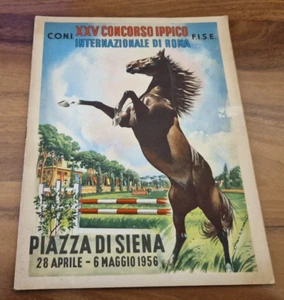 C.O.N.I. XXV CONCORSO IPPICO F.I.S.E.
INTERNAZIONALE DI ROMA
PIAZZA DI SIENA
28 APRILE - 6 MAGGIO 1956